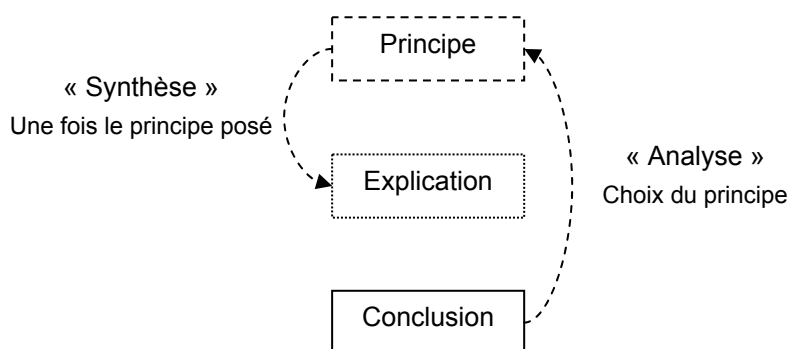 Principe
« Synthèse »
Une fois le principe posé
« Analyse »
Choix du principe
Explication
Conclusion